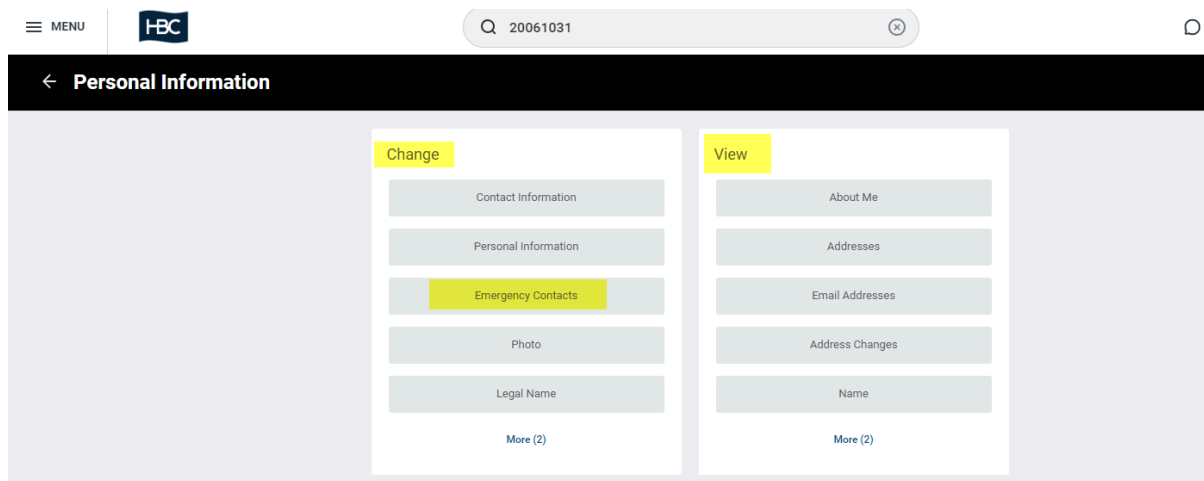 MENU
HBC
20061031
Personal Information
Change
Contact Information
Personal Information
Emergency Contacts
Photo
Legal Name
More (2)
View
About Me
Addresses
Email Addresses
Address Changes
Name
More (2)